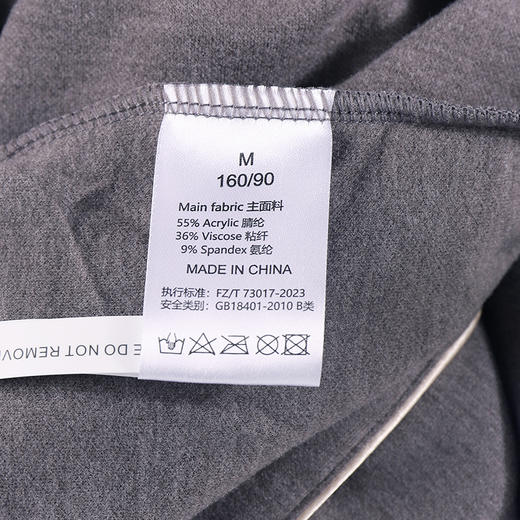 M
160/90
Main fabric 主面料
55% Acrylic 腈纶
36% Viscose 粘纤
9% Spandex 氨纶
MADE IN CHINA
执行标准: FZ/T 73017-2023
安全类别: GB18401-2010 B类
E DO NOT REMOVE